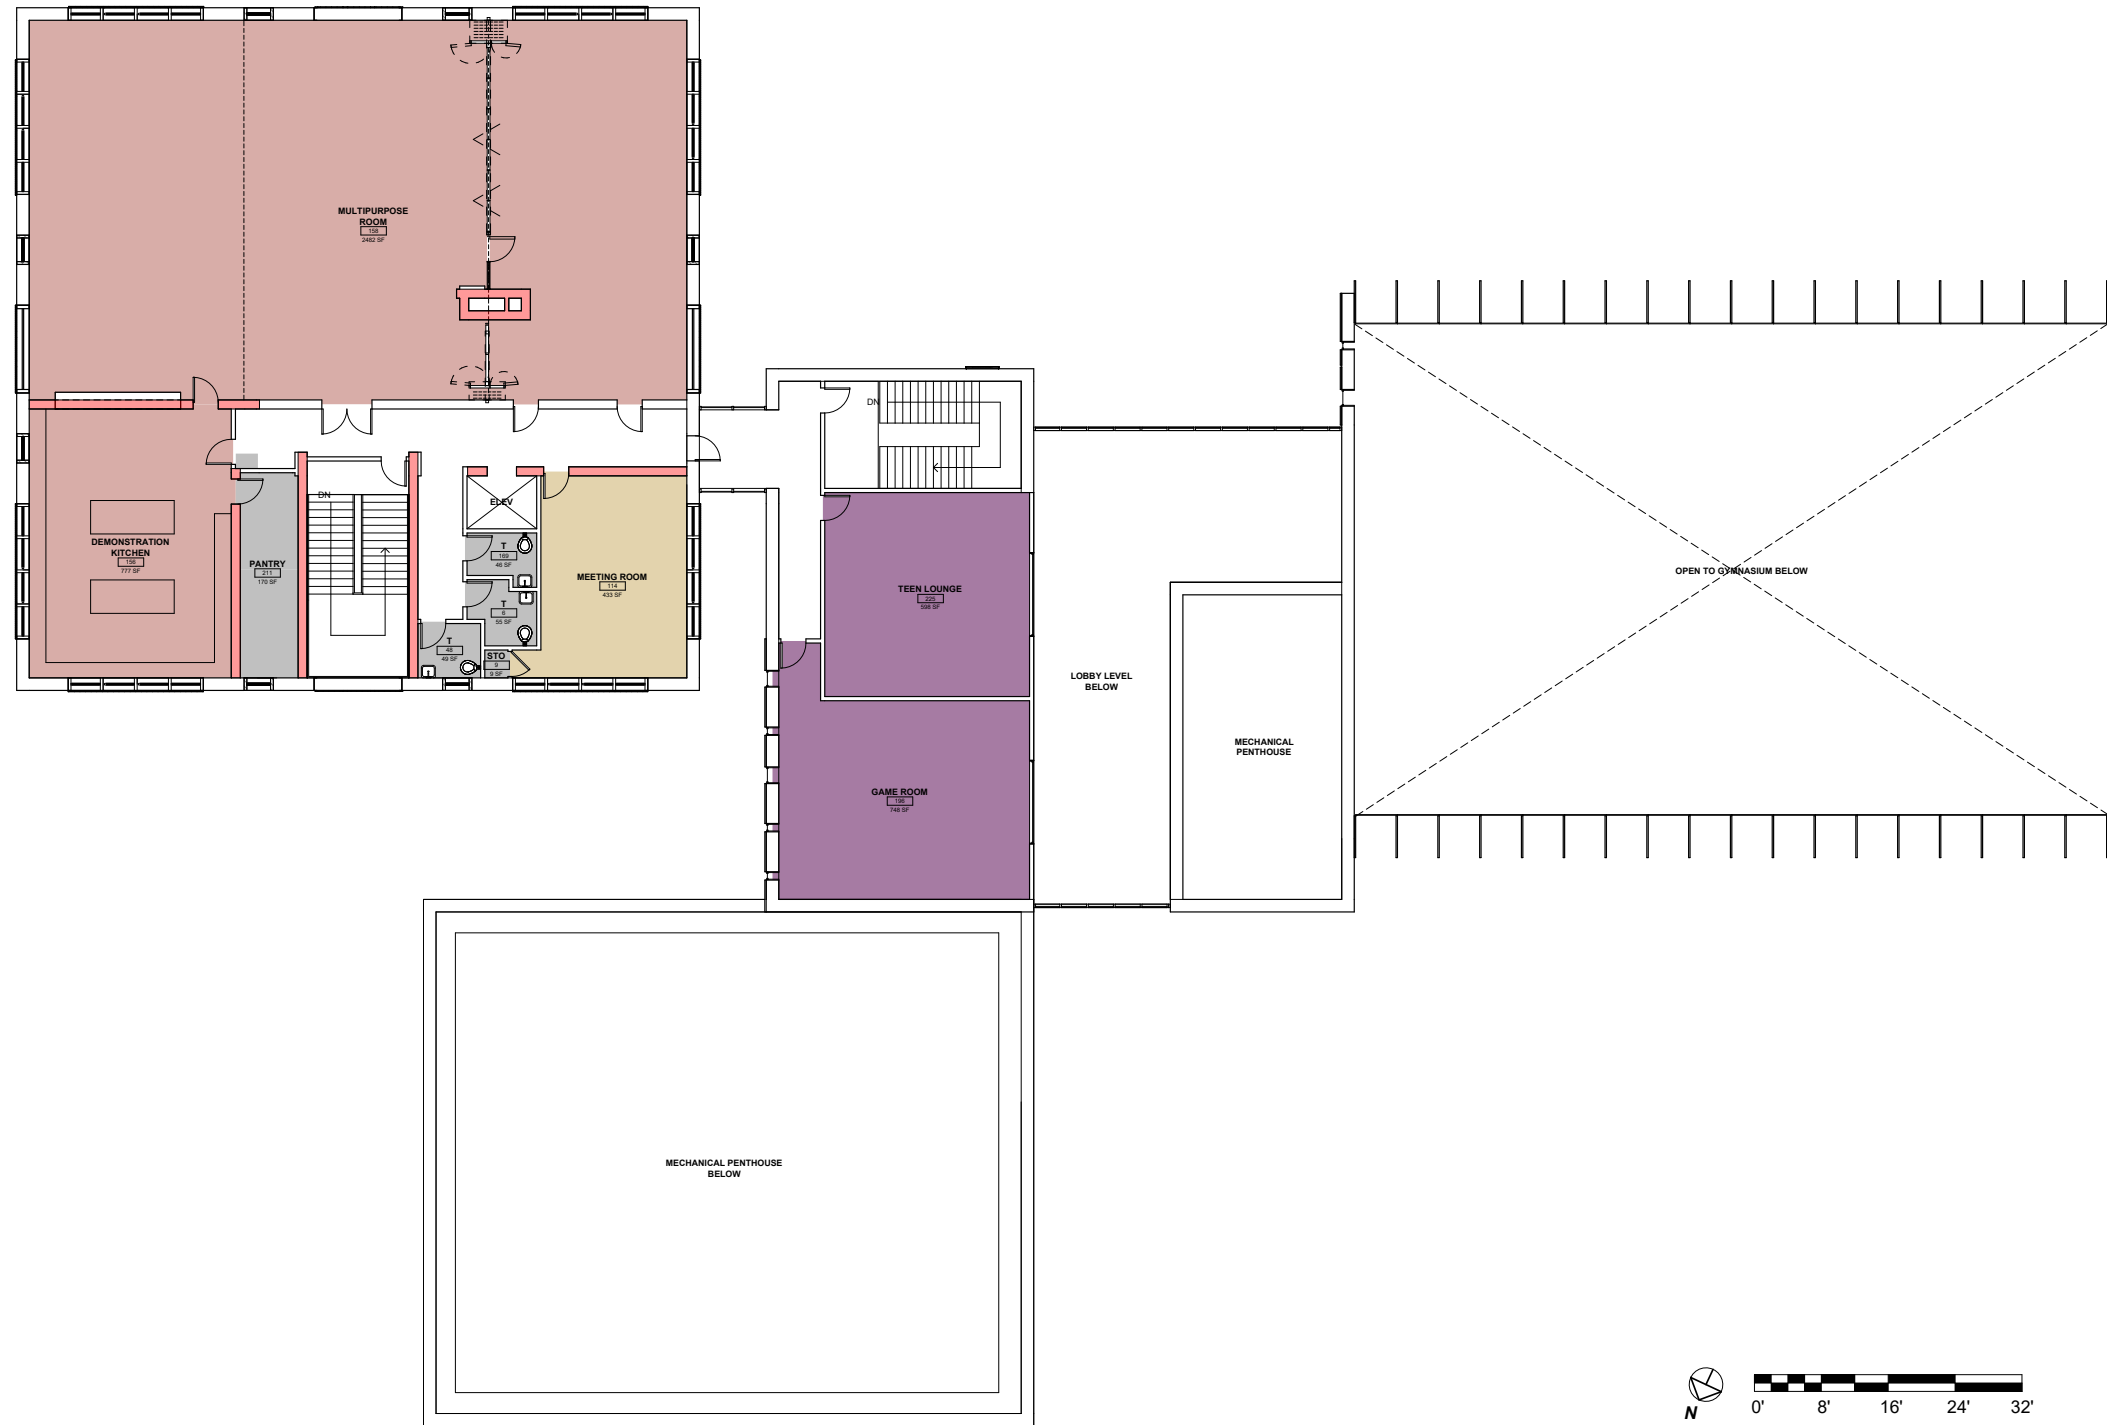 MULTIPURPOSE
ROOM
158
2482 SF
DN
ELEV
DEMONSTRATION
KITCHEN
156
777 SF
PANTRY
211
170 SF
DN
T
169
46 SF
T
6
55 SF
T
48
49 SF
STO
9
9 SF
MEETING ROOM
114
433 SF
TEEN LOUNGE
225
598 SF
GAME ROOM
196
748 SF
LOBBY LEVEL
BELOW
MECHANICAL
PENTHOUSE
OPEN TO GYMNASIUM BELOW
MECHANICAL PENTHOUSE
BELOW
N
0' 8' 16' 24' 32'